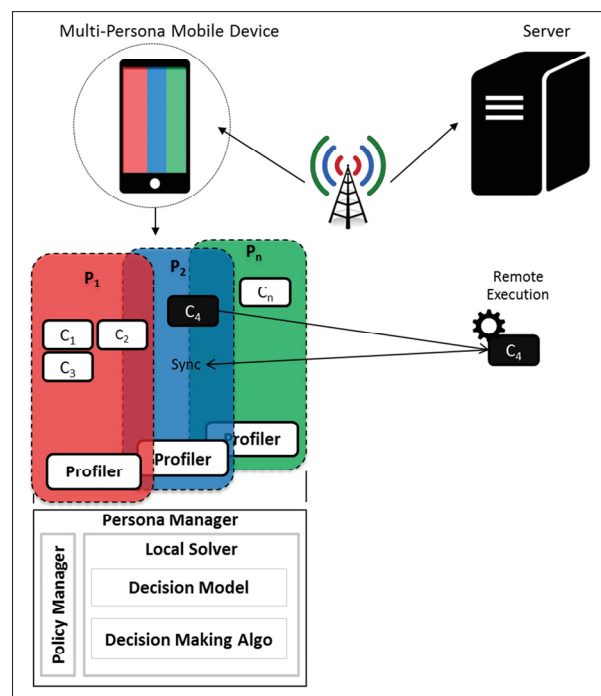 Multi-Persona Mobile Device
Server
P1
P2
Pn
Cn
C4
C1
C2
C3
Sync
Remote
Execution
C4
Profiler
Profiler
Profiler
Persona Manager
Policy Manager
Local Solver
Decision Model
Decision Making Algo